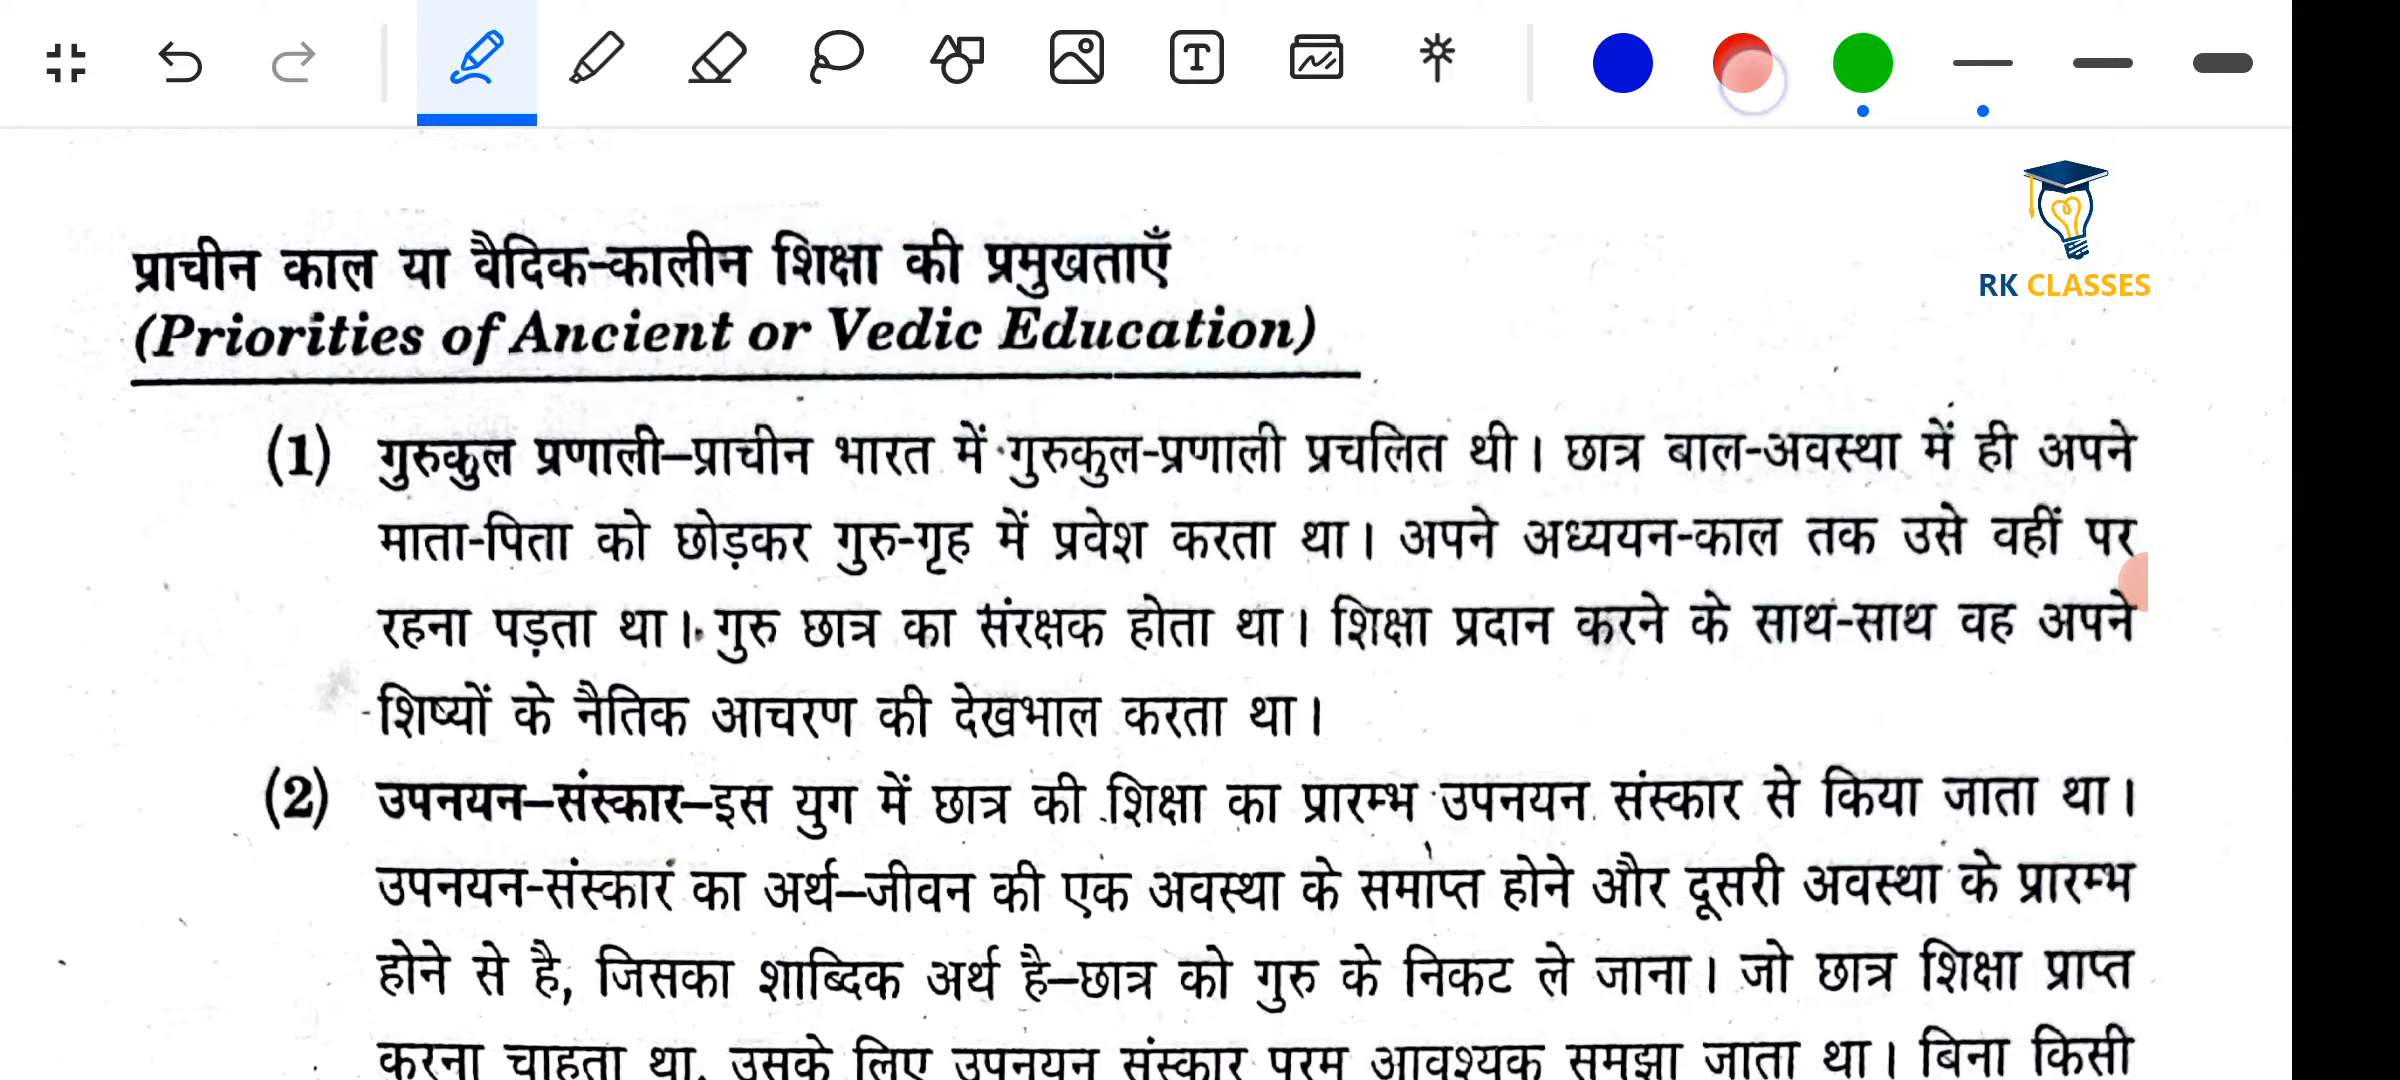 RK CLASSES
प्राचीन काल या वैदिक-कालीन शिक्षा की प्रमुखताएँ
(Priorities of Ancient or Vedic Education)
(1) गुरुकुल प्रणाली–प्राचीन भारत में गुरुकुल-प्रणाली प्रचलित थी। छात्र बाल-अवस्था में ही अपने
माता-पिता को छोड़कर गुरु-गृह में प्रवेश करता था। अपने अध्ययन-काल तक उसे वहीं पर
रहना पड़ता था। गुरु छात्र का संरक्षक होता था। शिक्षा प्रदान करने के साथ-साथ वह अपने
शिष्यों के नैतिक आचरण की देखभाल करता था।
(2) उपनयन–संस्कार–इस युग में छात्र की शिक्षा का प्रारम्भ उपनयन संस्कार से किया जाता था।
उपनयन-संस्कार का अर्थ–जीवन की एक अवस्था के समाप्त होने और दूसरी अवस्था के प्रारम्भ
होने से है, जिसका शाब्दिक अर्थ है–छात्र को गुरु के निकट ले जाना। जो छात्र शिक्षा प्राप्त
करना चाहता था, उसके लिए उपनयन संस्कार परम आवश्यक समझा जाता था। बिना किसी